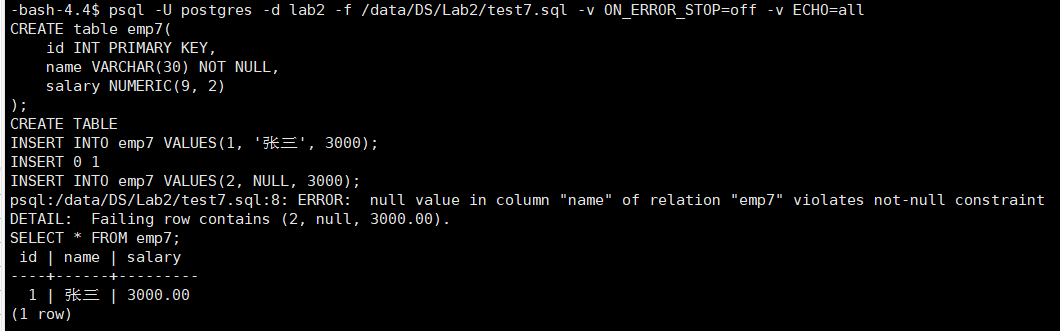 -bash-4.4$ psql -U postgres -d lab2 -f /data/DS/Lab2/test7.sql -v ON_ERROR_STOP=off -v ECHO=all
CREATE table emp7(
    id INT PRIMARY KEY,
    name VARCHAR(30) NOT NULL,
    salary NUMERIC(9, 2)
);
CREATE TABLE
INSERT INTO emp7 VALUES(1, '张三', 3000);
INSERT 0 1
INSERT INTO emp7 VALUES(2, NULL, 3000);
psql:/data/DS/Lab2/test7.sql:8: ERROR:  null value in column "name" of relation "emp7" violates not-null constraint
DETAIL:  Failing row contains (2, null, 3000.00).
SELECT * FROM emp7;
 id | name | salary
----+------+---------
  1 | 张三 | 3000.00
(1 row)